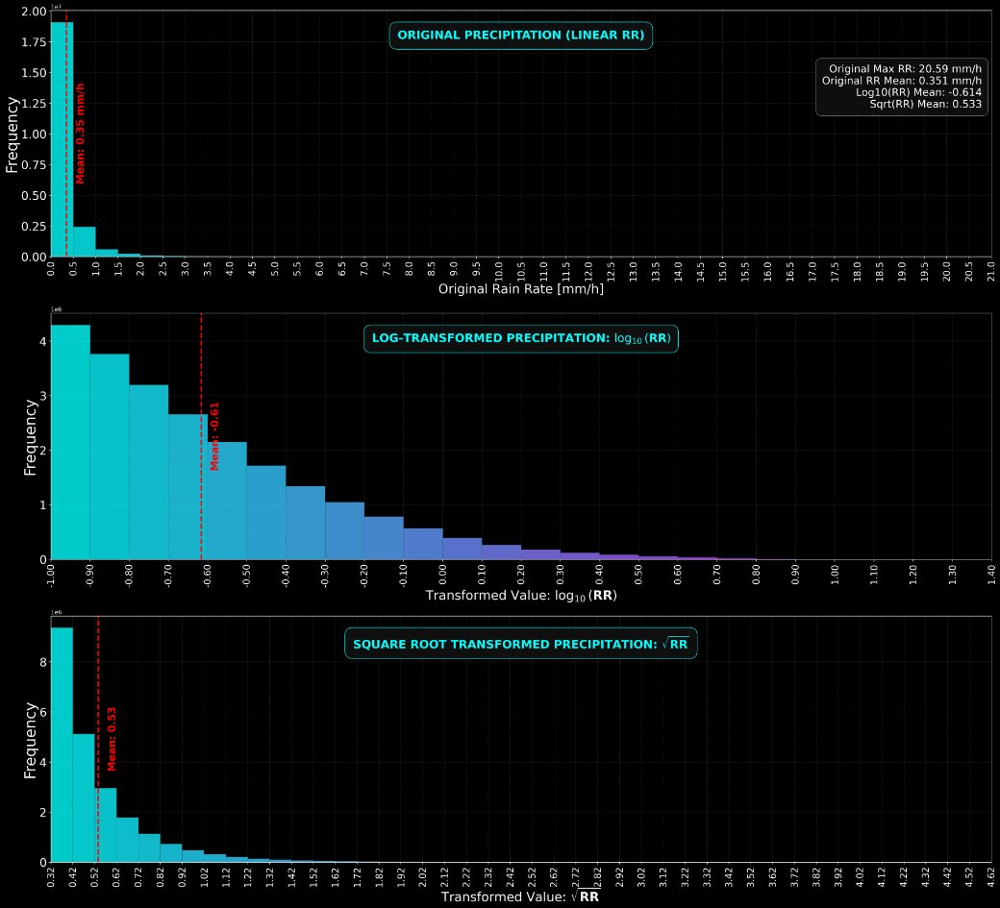 1e7
ORIGINAL PRECIPITATION (LINEAR RR)
Original Max RR: 20.59 mm/h
Original RR Mean: 0.351 mm/h
Log10(RR) Mean: -0.614
Sqrt(RR) Mean: 0.533
Mean: 0.35 mm/h
Frequency
2.00
1.75
1.50
1.25
1.00
0.75
0.50
0.25
0.00
0.0 0.5 1.0 1.5 2.0 2.5 3.0 3.5 4.0 4.5 5.0 5.5 6.0 6.5 7.0 7.5 8.0 8.5 9.0 9.5 10.0 10.5 11.0 11.5 12.0 12.5 13.0 13.5 14.0 14.5 15.0 15.5 16.0 16.5 17.0 17.5 18.0 18.5 19.0 19.5 20.0 20.5 21.0
Original Rain Rate [mm/h]
1e6
LOG-TRANSFORMED PRECIPITATION: log₁₀(RR)
Mean: -0.61
Frequency
4
3
2
1
0
-1.00 -0.90 -0.80 -0.70 -0.60 -0.50 -0.40 -0.30 -0.20 -0.10 0.00 0.10 0.20 0.30 0.40 0.50 0.60 0.70 0.80 0.90 1.00 1.10 1.20 1.30 1.40
Transformed Value: log₁₀(RR)
1e6
SQUARE ROOT TRANSFORMED PRECIPITATION: √RR
Mean: 0.53
Frequency
8
6
4
2
0
0.32 0.42 0.52 0.62 0.72 0.82 0.92 1.02 1.12 1.22 1.32 1.42 1.52 1.62 1.72 1.82 1.92 2.02 2.12 2.22 2.32 2.42 2.52 2.62 2.72 2.82 2.92 3.02 3.12 3.22 3.32 3.42 3.52 3.62 3.72 3.82 3.92 4.02 4.12 4.22 4.32 4.42 4.52 4.62
Transformed Value: √RR